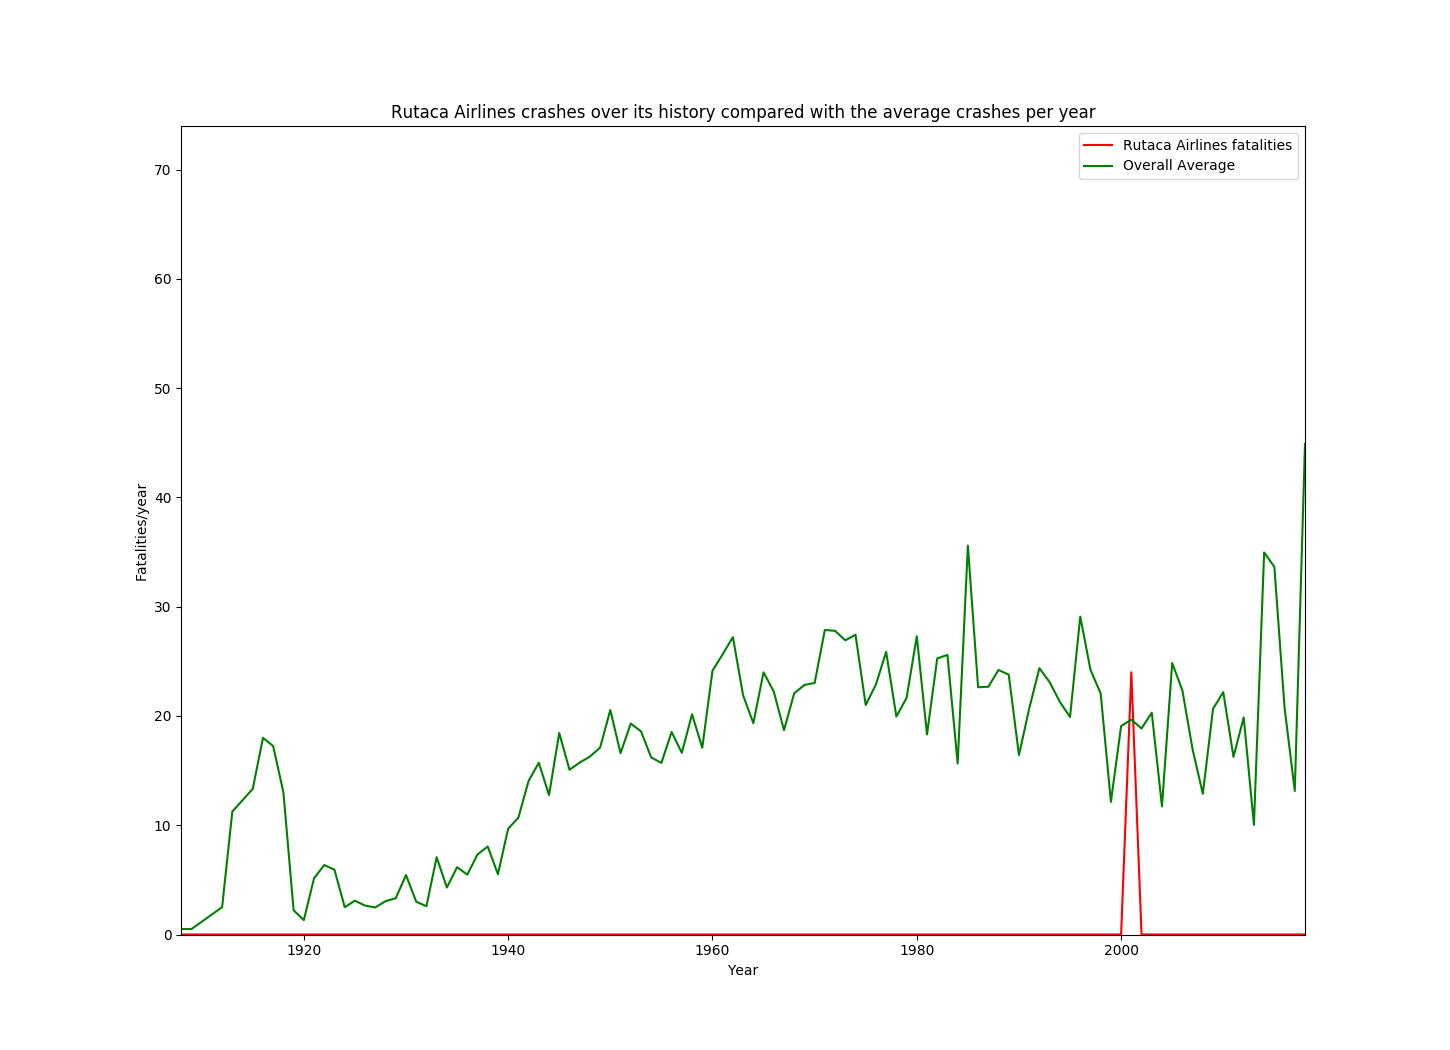 Rutaca Airlines crashes over its history compared with the average crashes per year
Rutaca Airlines fatalities
Overall Average
70
60
50
40
30
20
10
0
Fatalities/year
1920 1940 1960 1980 2000
Year